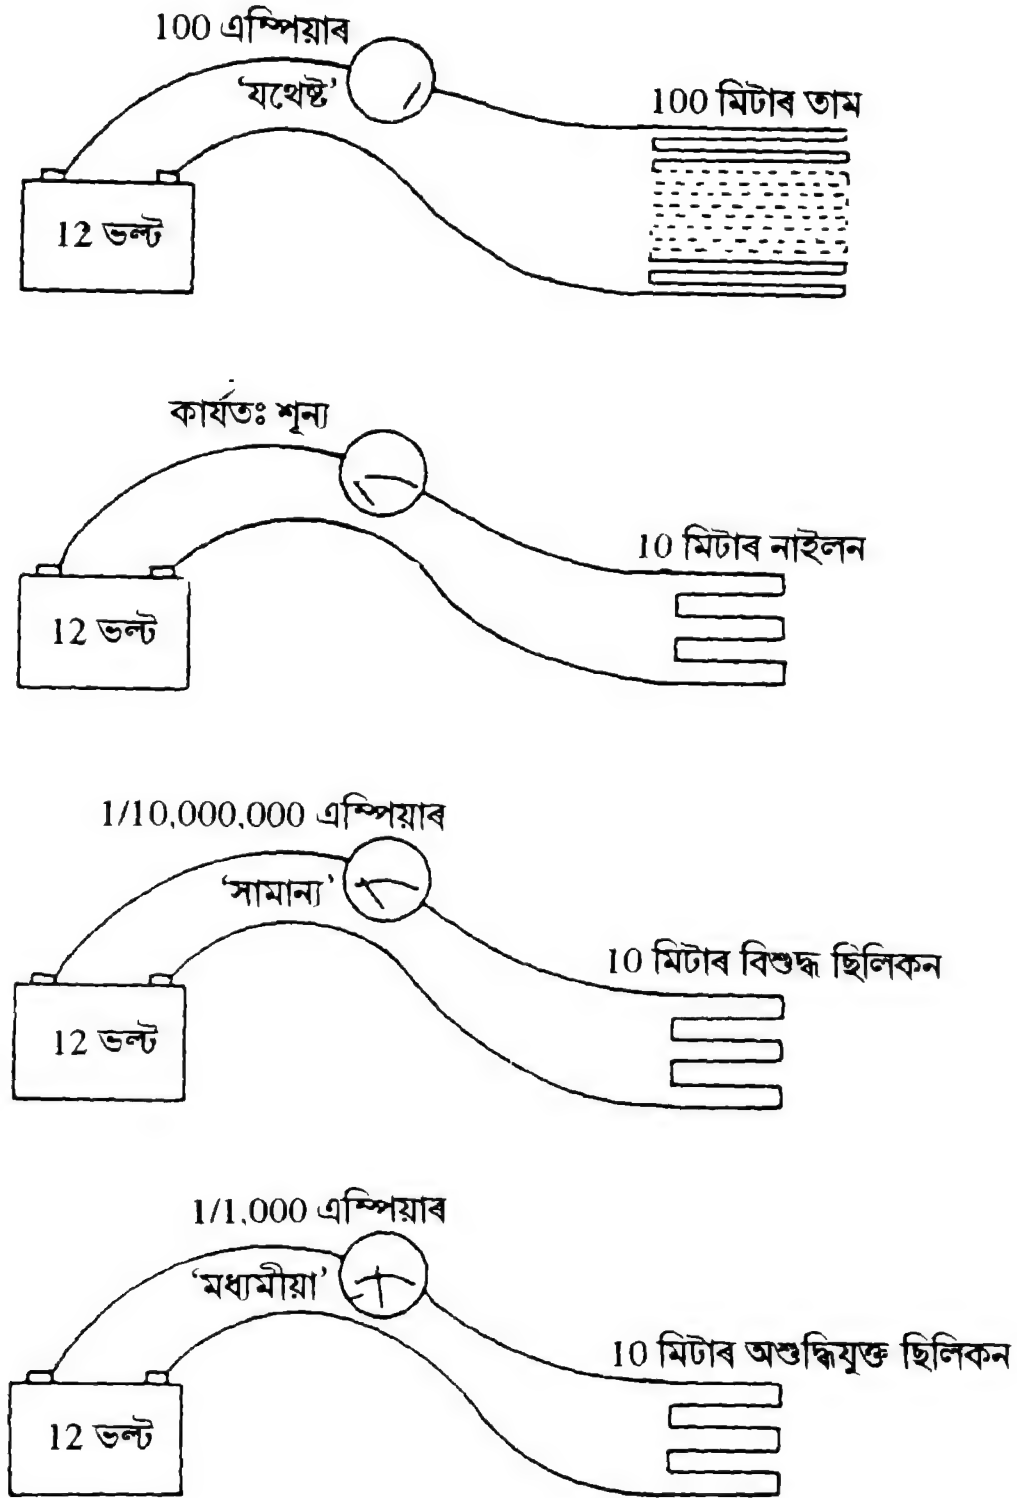 100 এম্পিয়াৰ
‘যথেষ্ট’
100 মিটাৰ তাম
12 ভল্ট
কাৰ্যতঃ শূন্য
10 মিটাৰ নাইলন
12 ভল্ট
1/10,000,000 এম্পিয়াৰ
‘সামান্য’
10 মিটাৰ বিশুদ্ধ ছিলিকন
12 ভল্ট
1/1,000 এম্পিয়াৰ
‘মধ্যমীয়া’
10 মিটাৰ অশুদ্ধিযুক্ত ছিলিকন
12 ভল্ট